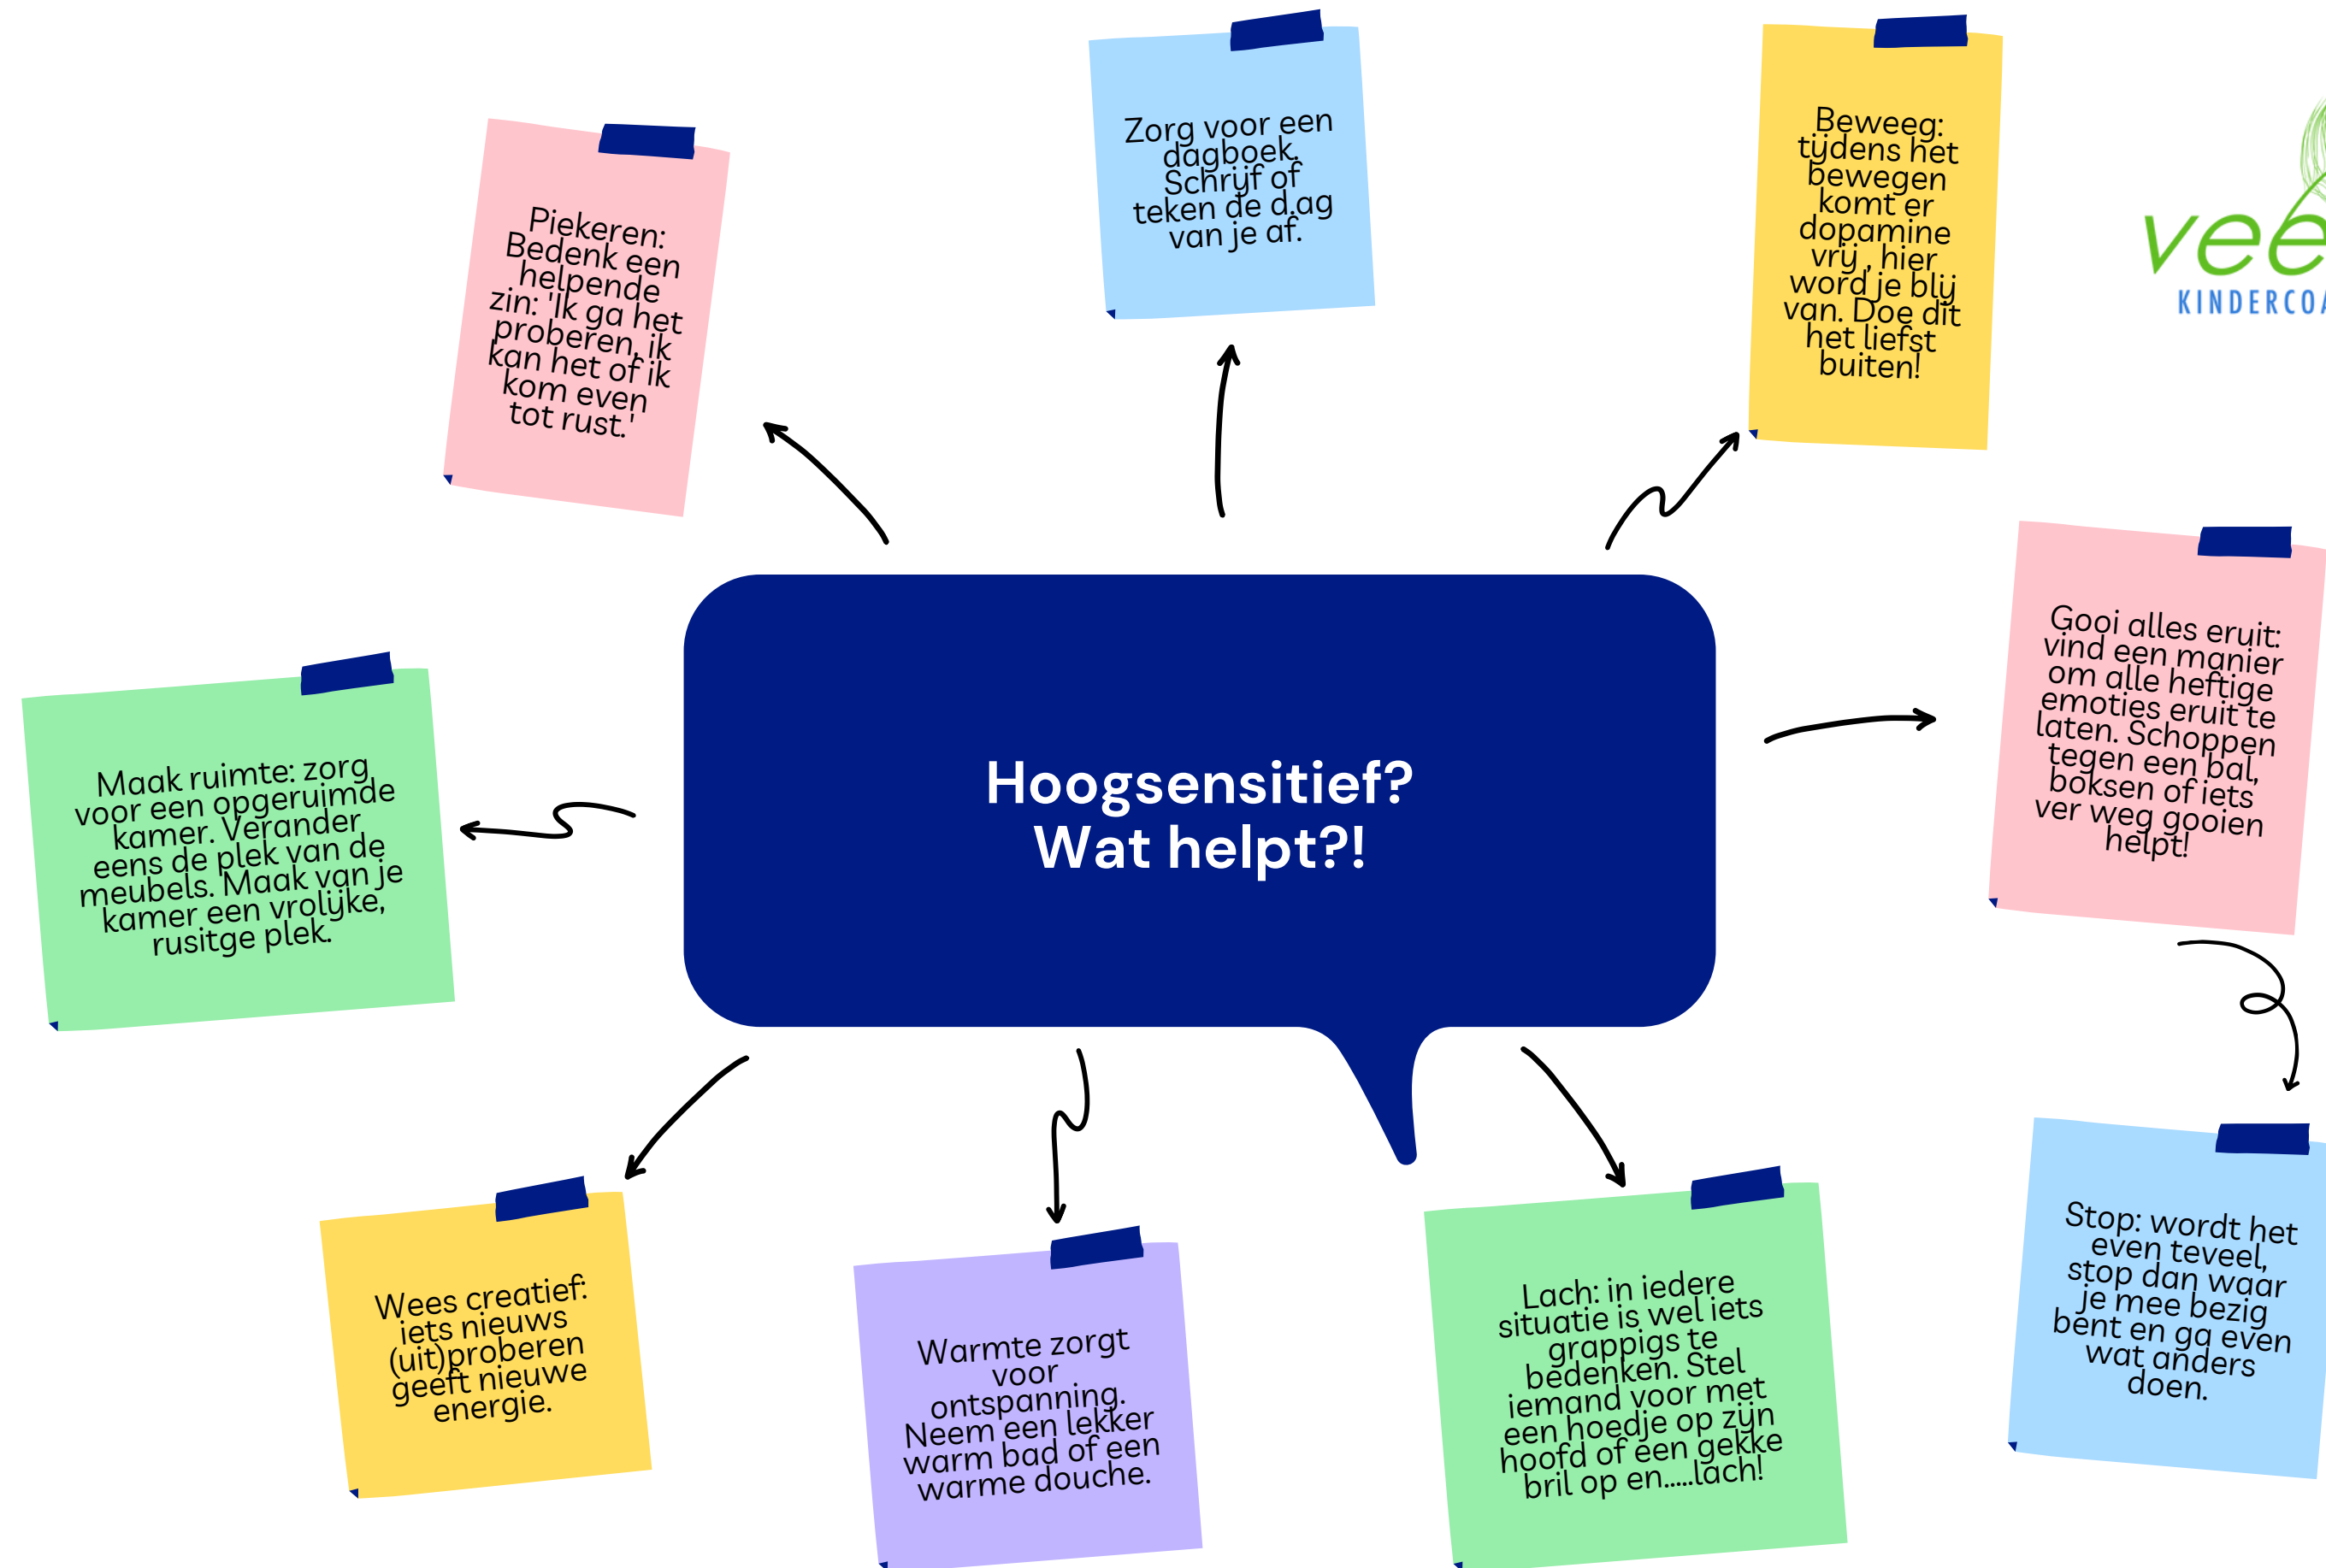 Piekeren:
Bedenk een
helpende
zin: 'Ik ga het
proberen, ik
kan het of ik
kom even
tot rust.'
Zorg voor een
dagboek.
Schrijf of
teken de d.ag
van je af.
Beweeg:
tijdens het
bewegen
komt er
dopamine
vrij , hier
word je blij
van. Doe dit
het liefst
buiten!
vee
KINDERCOA
Hoogsensitief?
Wat helpt?!
Gooi alles eruit:
vind een manier
om alle heftige
emoties eruit te
laten. Schoppen
tegen een bal,
boksen of iets
ver weg gooien
helpt!
Maak ruimte: zorg
voor een opgeruimde
kamer. Verander
eens de plek van de
meubels. Maak van je
kamer een vrolijke,
rusitge plek.
Wees creatief:
iets nieuws
(uit)proberen
geeft nieuwe
energie.
Warmte zorgt
voor
ontspanning.
Neem een lekker
warm bad of een
warme douche.
Lach: in iedere
situatie is wel iets
grappigs te
bedenken. Stel
iemand voor met
een hoedje op zijn
hoofd of een gekke
bril op en.....lach!
Stop: wordt het
even teveel,
stop dan waar
je mee bezig
bent en ga even
wat anders
doen.